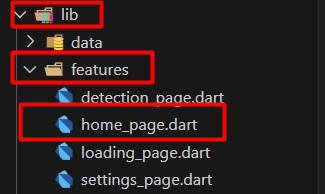 lib
data
features
detection_page.dart
home_page.dart
loading_page.dart
settings_page.dart